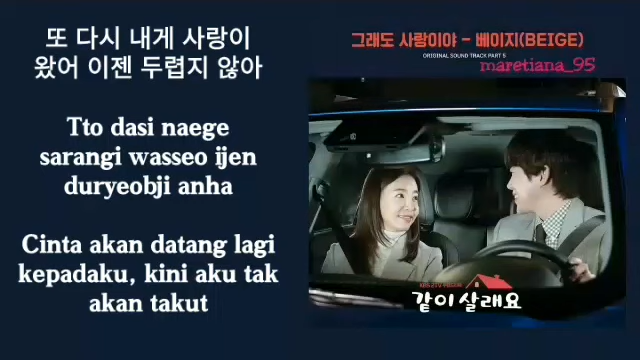 또 다시 내게 사랑이
왔어 이젠 두렵지 않아
Tto dasi naege
sarangi wasseo ijen
duryeobji anha
Cinta akan datang lagi
kepadaku, kini aku tak
akan takut
그래도 사랑이야 - 베이지(BEIGE)
ORIGINAL SOUND TRACK PART 5
maretiana_95
같이 살래요